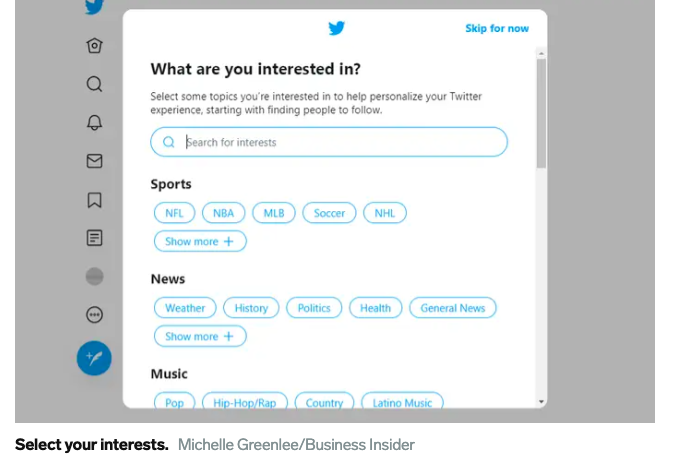 Skip for now
What are you interested in?
Select some topics you're interested in to help personalize your Twitter
experience, starting with finding people to follow.
Search for interests
Sports
NFL NBA MLB Soccer NHL
Show more +
News
Weather History Politics Health General News
Show more +
Music
Pop Hip-Hop/Rap Country Latino Music
Select your interests. Michelle Greenlee/Business Insider